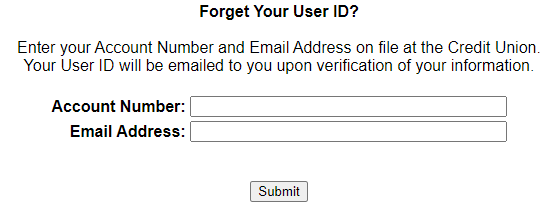 Forget Your User ID?
Enter your Account Number and Email Address on file at the Credit Union.
Your User ID will be emailed to you upon verification of your information.
Account Number:
Email Address:
Submit